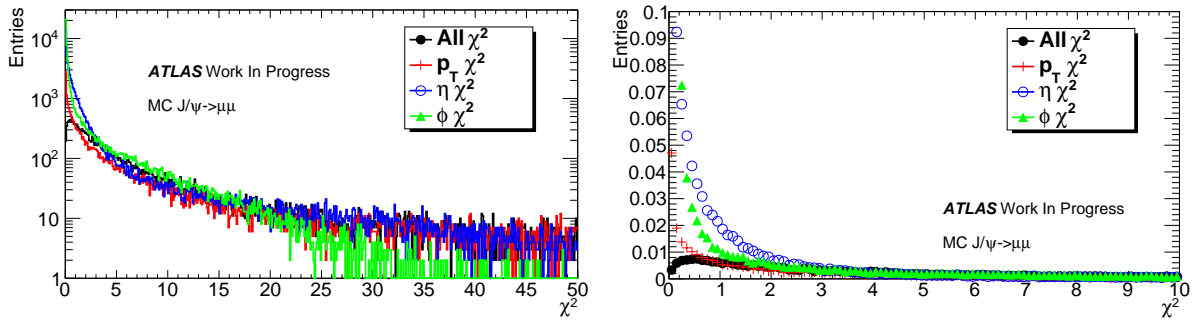 Entries
10⁴
10³
10²
10
1
0 5 10 15 20 25 30 35 40 45 50
χ²
ATLAS Work In Progress
MC J/ψ->μμ
All χ²
p_T χ²
η χ²
φ χ²
Entries
0.1
0.09
0.08
0.07
0.06
0.05
0.04
0.03
0.02
0.01
0
0 1 2 3 4 5 6 7 8 9 10
χ²
All χ²
p_T χ²
η χ²
φ χ²
ATLAS Work In Progress
MC J/ψ->μμ